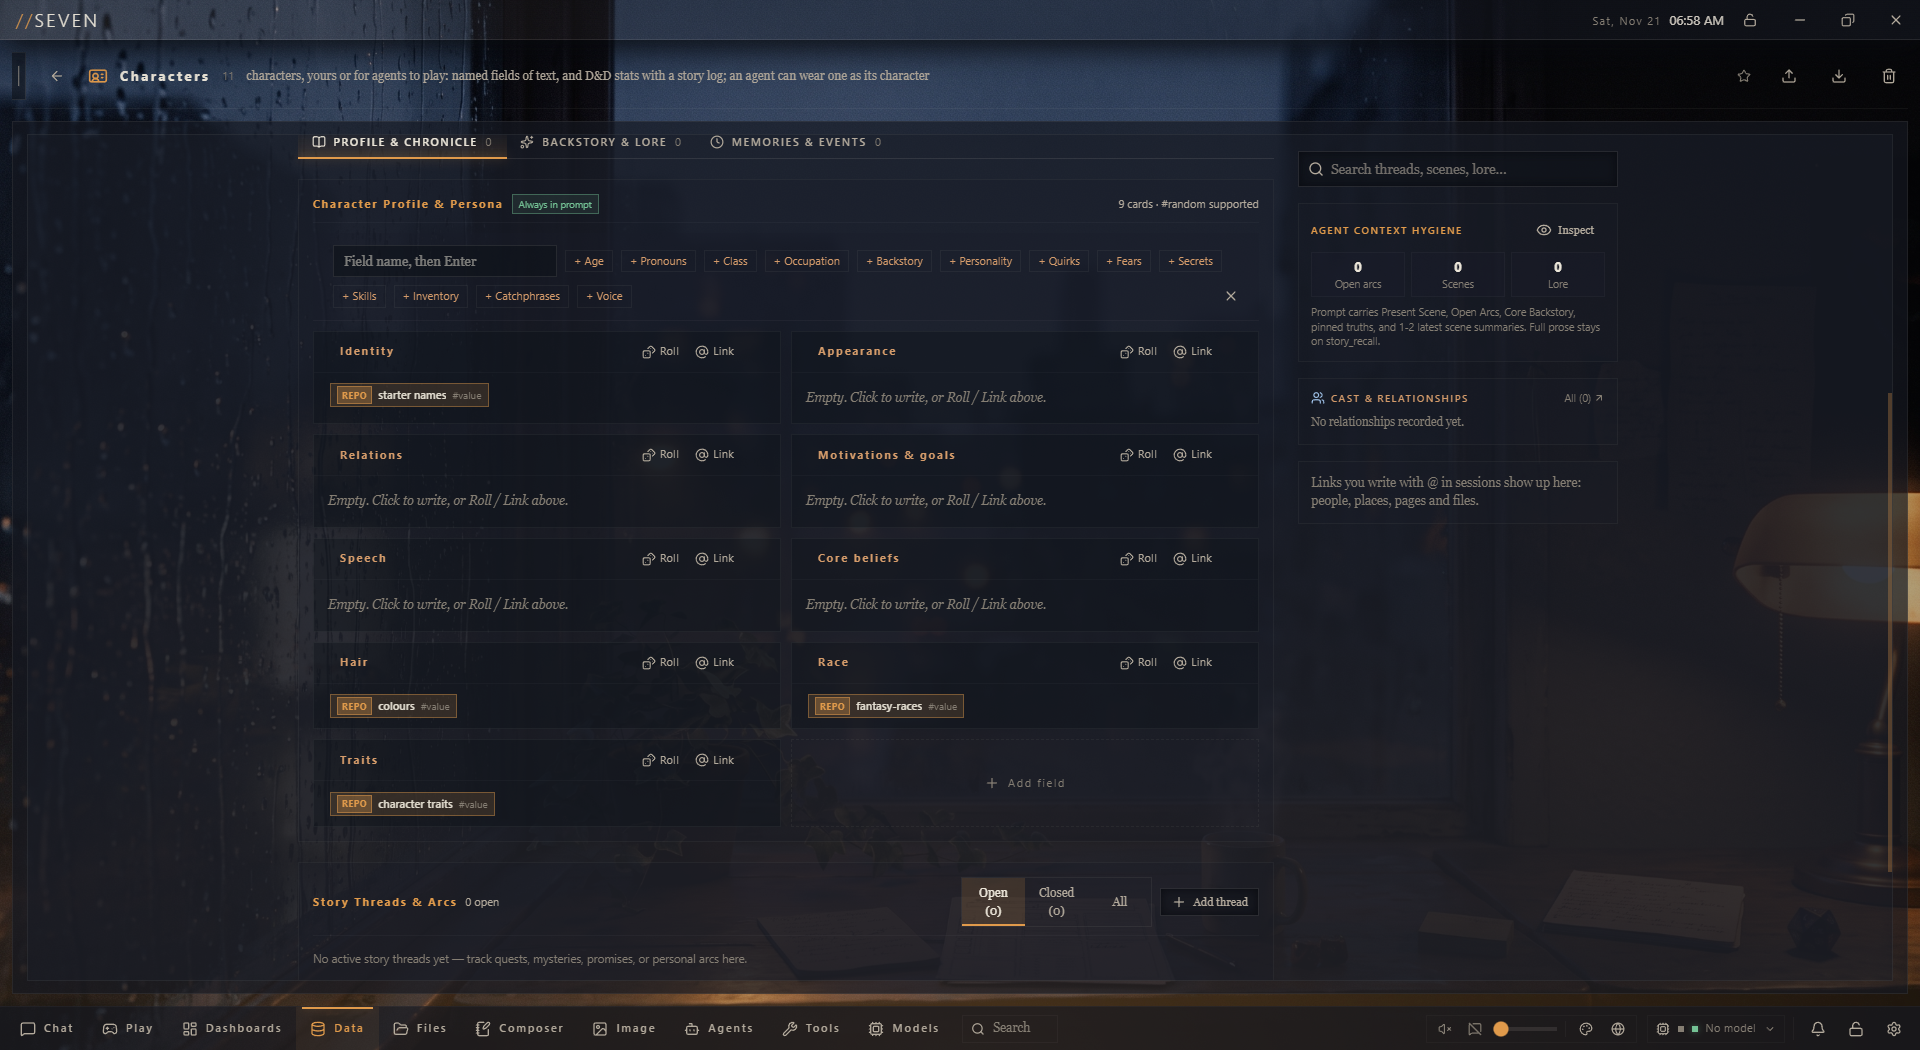 //SEVEN
Sat, Nov 21 06:58 AM
Characters 11 characters, yours or for agents to play: named fields of text, and D&D stats with a story log; an agent can wear one as its character
PROFILE & CHRONICLE 0
BACKSTORY & LORE 0
MEMORIES & EVENTS 0
Character Profile & Persona Always in prompt
9 cards · #random supported
Field name, then Enter
+ Age
+ Pronouns
+ Class
+ Occupation
+ Backstory
+ Personality
+ Quirks
+ Fears
+ Secrets
+ Skills
+ Inventory
+ Catchphrases
+ Voice
Identity Roll Link
REPO starter names #value
Appearance Roll Link
Empty. Click to write, or Roll / Link above.
Relations Roll Link
Empty. Click to write, or Roll / Link above.
Motivations & goals Roll Link
Empty. Click to write, or Roll / Link above.
Speech Roll Link
Empty. Click to write, or Roll / Link above.
Core beliefs Roll Link
Empty. Click to write, or Roll / Link above.
Hair Roll Link
REPO colours #value
Race Roll Link
REPO fantasy-races #value
Traits Roll Link
REPO character traits #value
+ Add field
Story Threads & Arcs 0 open
Open (0)
Closed (0)
All
+ Add thread
No active story threads yet — track quests, mysteries, promises, or personal arcs here.
Search threads, scenes, lore...
AGENT CONTEXT HYGIENE Inspect
0 Open arcs
0 Scenes
0 Lore
Prompt carries Present Scene, Open Arcs, Core Backstory,
pinned truths, and 1-2 latest scene summaries. Full prose stays
on story_recall.
CAST & RELATIONSHIPS All (0)
No relationships recorded yet.
Links you write with @ in sessions show up here:
people, places, pages and files.
Chat
Play
Dashboards
Data
Files
Composer
Image
Agents
Tools
Models
Search
No model